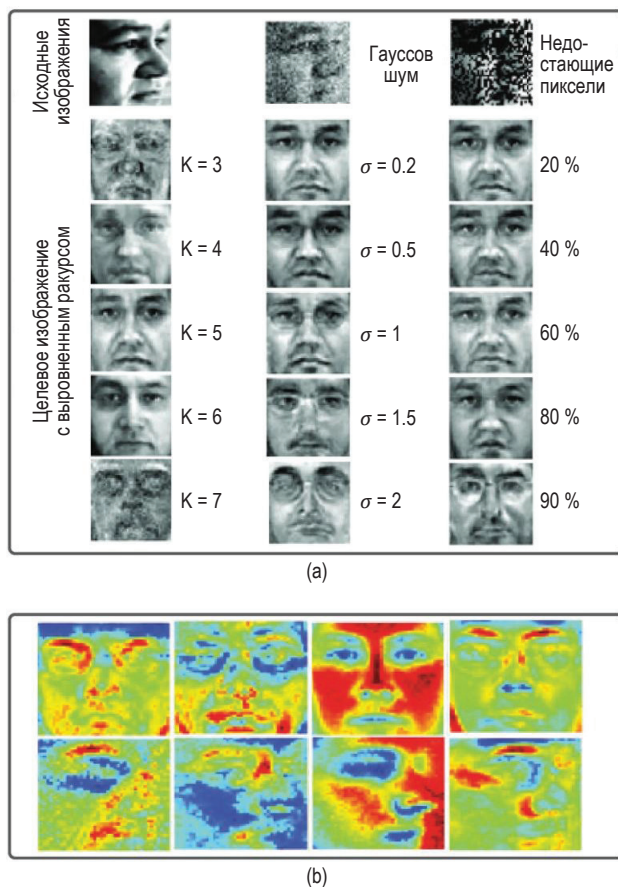 Исходные
изображения
Гауссов
шум
Недо-
стающие
пиксели
Целевое изображение
с выровненным ракурсом
K = 3
σ = 0.2
20 %
K = 4
σ = 0.5
40 %
K = 5
σ = 1
60 %
K = 6
σ = 1.5
80 %
K = 7
σ = 2
90 %
(a)
(b)